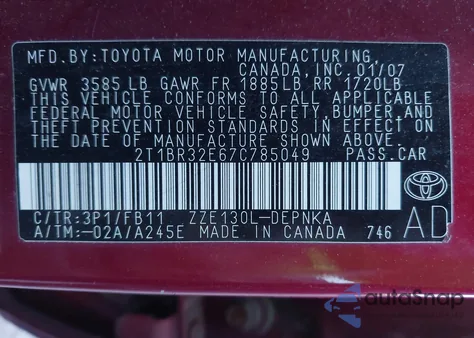 MFD. BY: TOYOTA MOTOR MANUFACTURING,
CANADA, INC. 01/07
GVWR 3585 LB GAWR FR 1885LB RR 1720LB
THIS VEHICLE CONFORMS TO ALL APPLICABLE
FEDERAL MOTOR VEHICLE SAFETY, BUMPER, AND
THEFT PREVENTION STANDARDS IN EFFECT ON
THE DATE OF MANUFACTURE SHOWN ABOVE.
2T1BR32E67C785049 PASS.CAR
C/TR: 3P1/FB11 ZZE130L-DEPNKA
A/TM: -02A/A245E MADE IN CANADA 746
AD
autoSnap